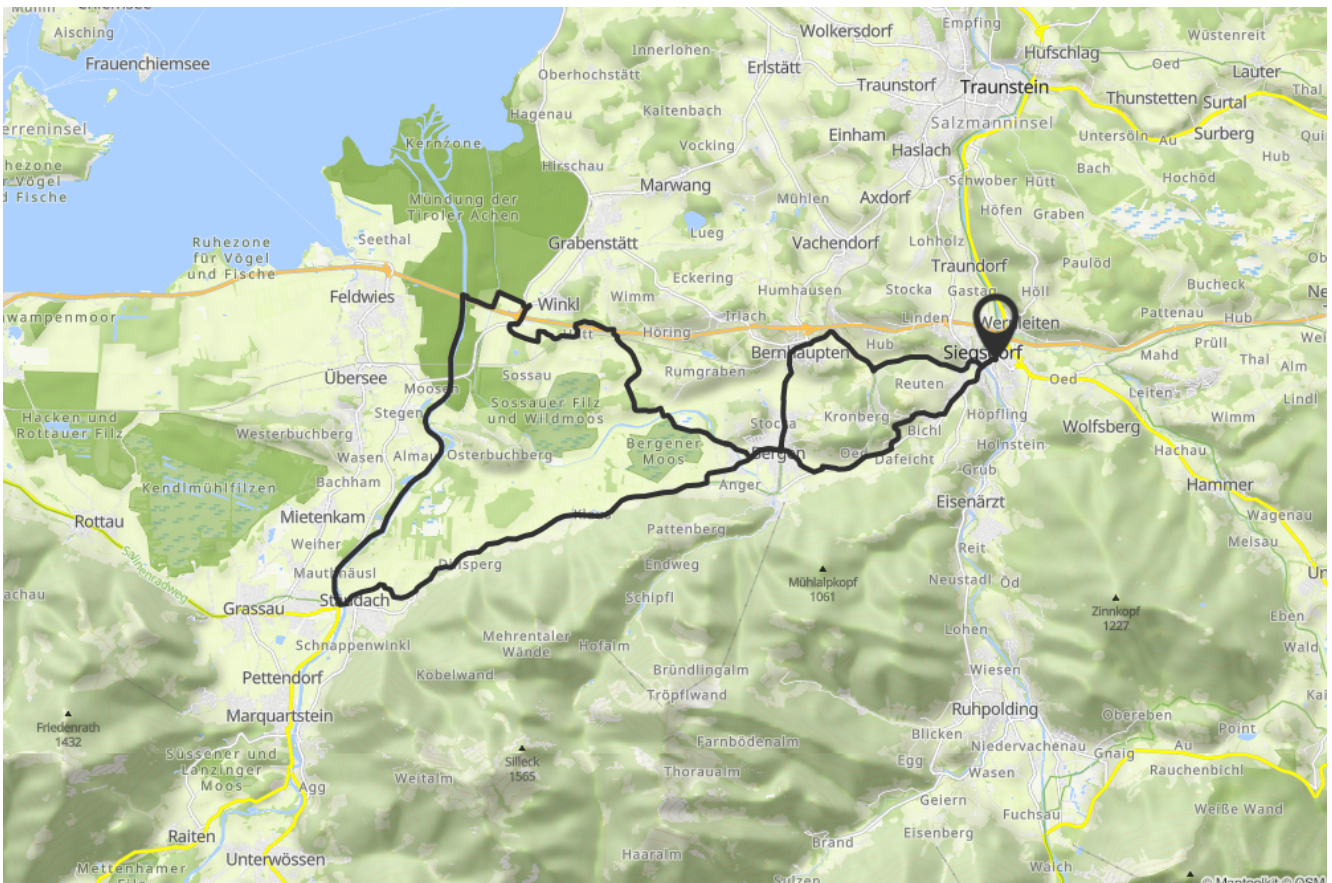 Aisching
Frauenchiemsee
Wolkersdorf
Empfing
Hufschlag
Wüstenreit
Innerlohen
Oed
Lauter
Oberhochstätt
Erlstätt
Traunstorf
Traunstein
Thunstetten
Surtal
Thal
Hagenau
Kaltenbach
Salzmanninsel
Untersöln
Au
Surberg
Kernzone
Vocking
Einham
Haslach
Bach
Hub
Hirschau
Marwang
Schwober
Hütt
Hochöd
Mündung der
Tiroler Achen
Mühlen
Axdorf
Höfen
Graben
Seethal
Ruhezone
für Vögel
und Fische
Grabenstätt
Lueg
Vachendorf
Lohholz
Traundorf
Paulöd
Feldwies
Winkl
Wimm
Eckering
Humhausen
Stocka
Gastag
Höll
Bucheck
Höring
Linden
Pattenau
Hub
Bernhaupten
Hub
Siegsdorf
Prüll
Mahd
Thal
Alm
Übersee
Sossau
Rumgraben
Reuten
Oed
Moosen
Leiten
Stegen
Sossauer Filz
und Wildmoos
Kronberg
Bichl
Höpfling
Wolfsberg
Wimm
Hacken und
Rottauer Filz
Westerbuchberg
Wasen
Osterbuchberg
Bergener
Moos
Bergen
Oed
Dafeicht
Holnstein
Hachau
Bachham
Kendlmühlfilzen
Anger
Grub
Hammer
Rottau
Mietenkam
Pattenberg
Eisenärzt
Wagenau
Weiher
Reit
Meisau
Salinenradweg
Endweg
Mühlalpkopf
1061
Neustadl
Öd
Grassau
Schipfl
Zinnkopf
1227
Eben
Schnappenwinkl
Mehrentaler
Wände
Hofalm
Lohen
Wald
Pettendorf
Kobelwand
Bründlingalm
Wiesen
Tröpflwand
Marquartstein
Ruhpolding
Obereben
Friedenrath
1432
Blicken
Point
Farnbödenalm
Niedervachenau
Gnaig
Au
Süssener und
Lanzinger
Moos
Silleck
1565
Weitalm
Thoraualm
Egg
Wasen
Rauchenbichl
Agg
Geiern
Fuchsau
Weiße Wand
Raiten
Eisenberg
Brand
Unterwössen
Haaralm
Mettenhamer